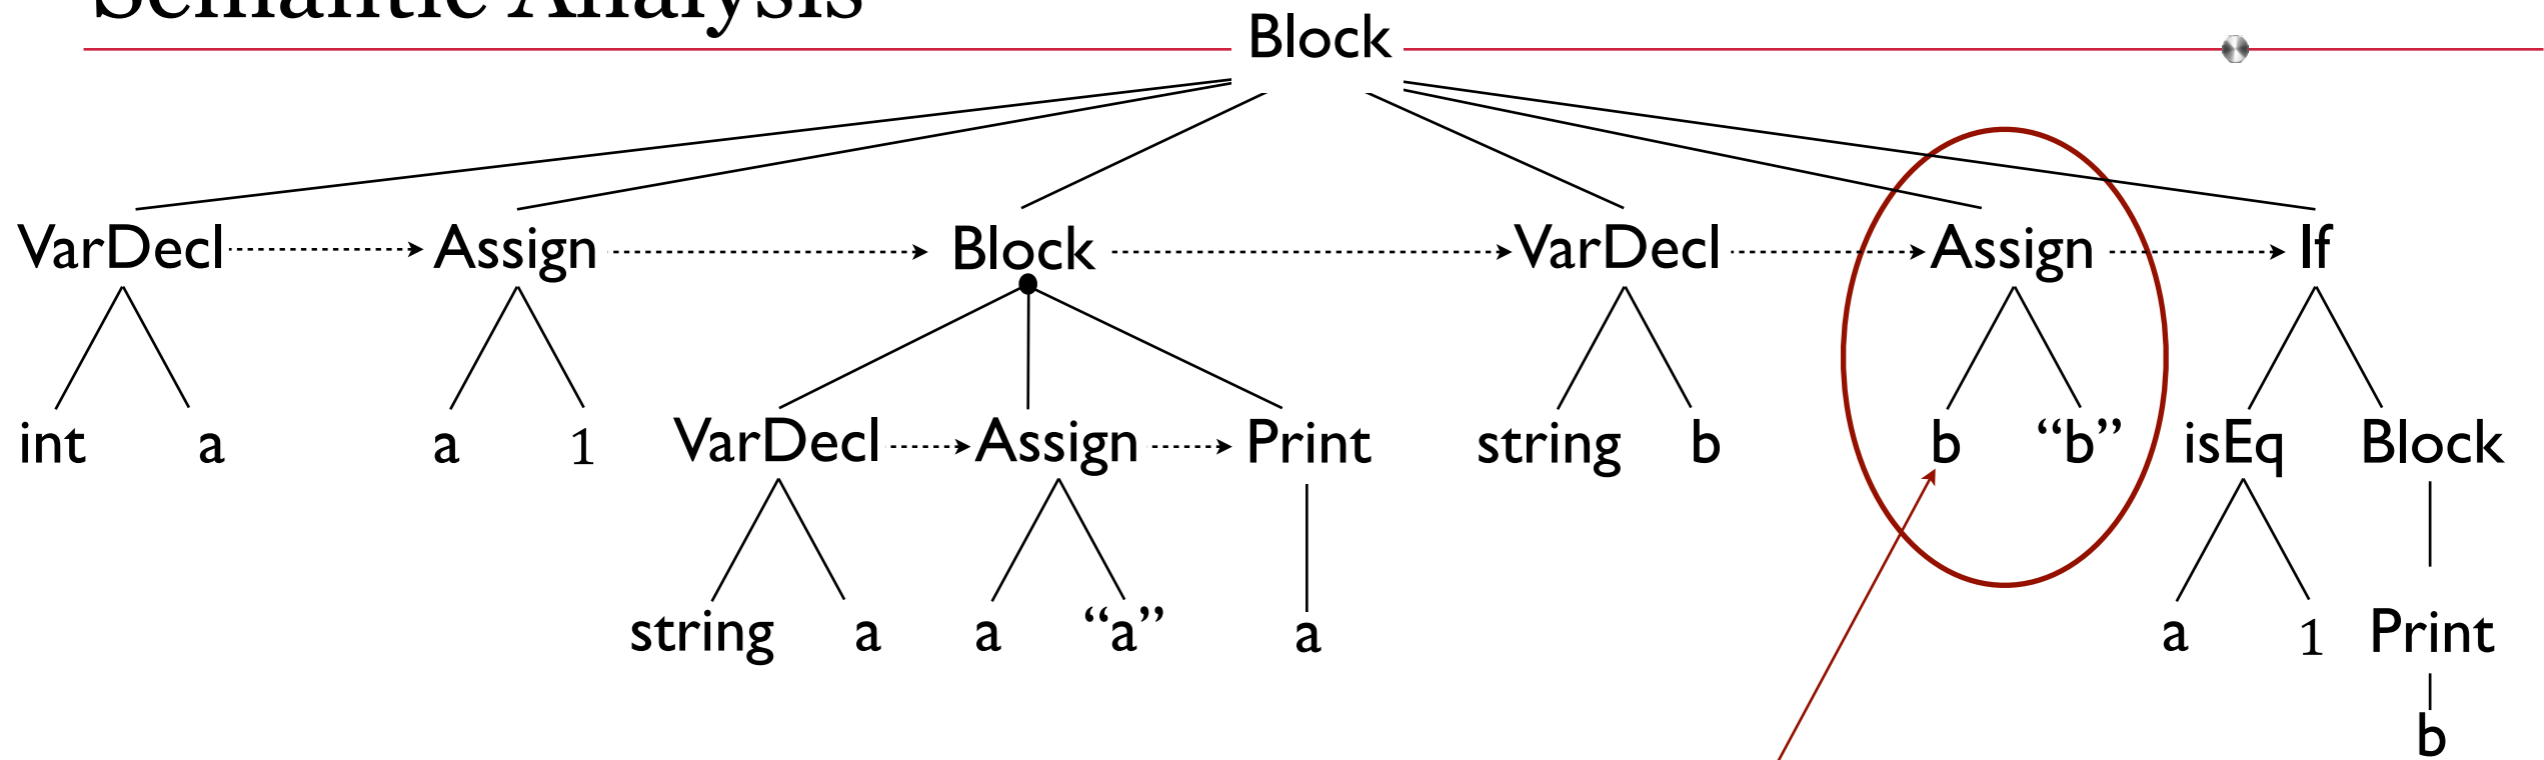 Semantic Analysis
Block
VarDecl Assign Block VarDecl Assign If
int a a 1 VarDecl Assign Print string b b “b” isEq Block
string a a “a” a a 1 Print
b